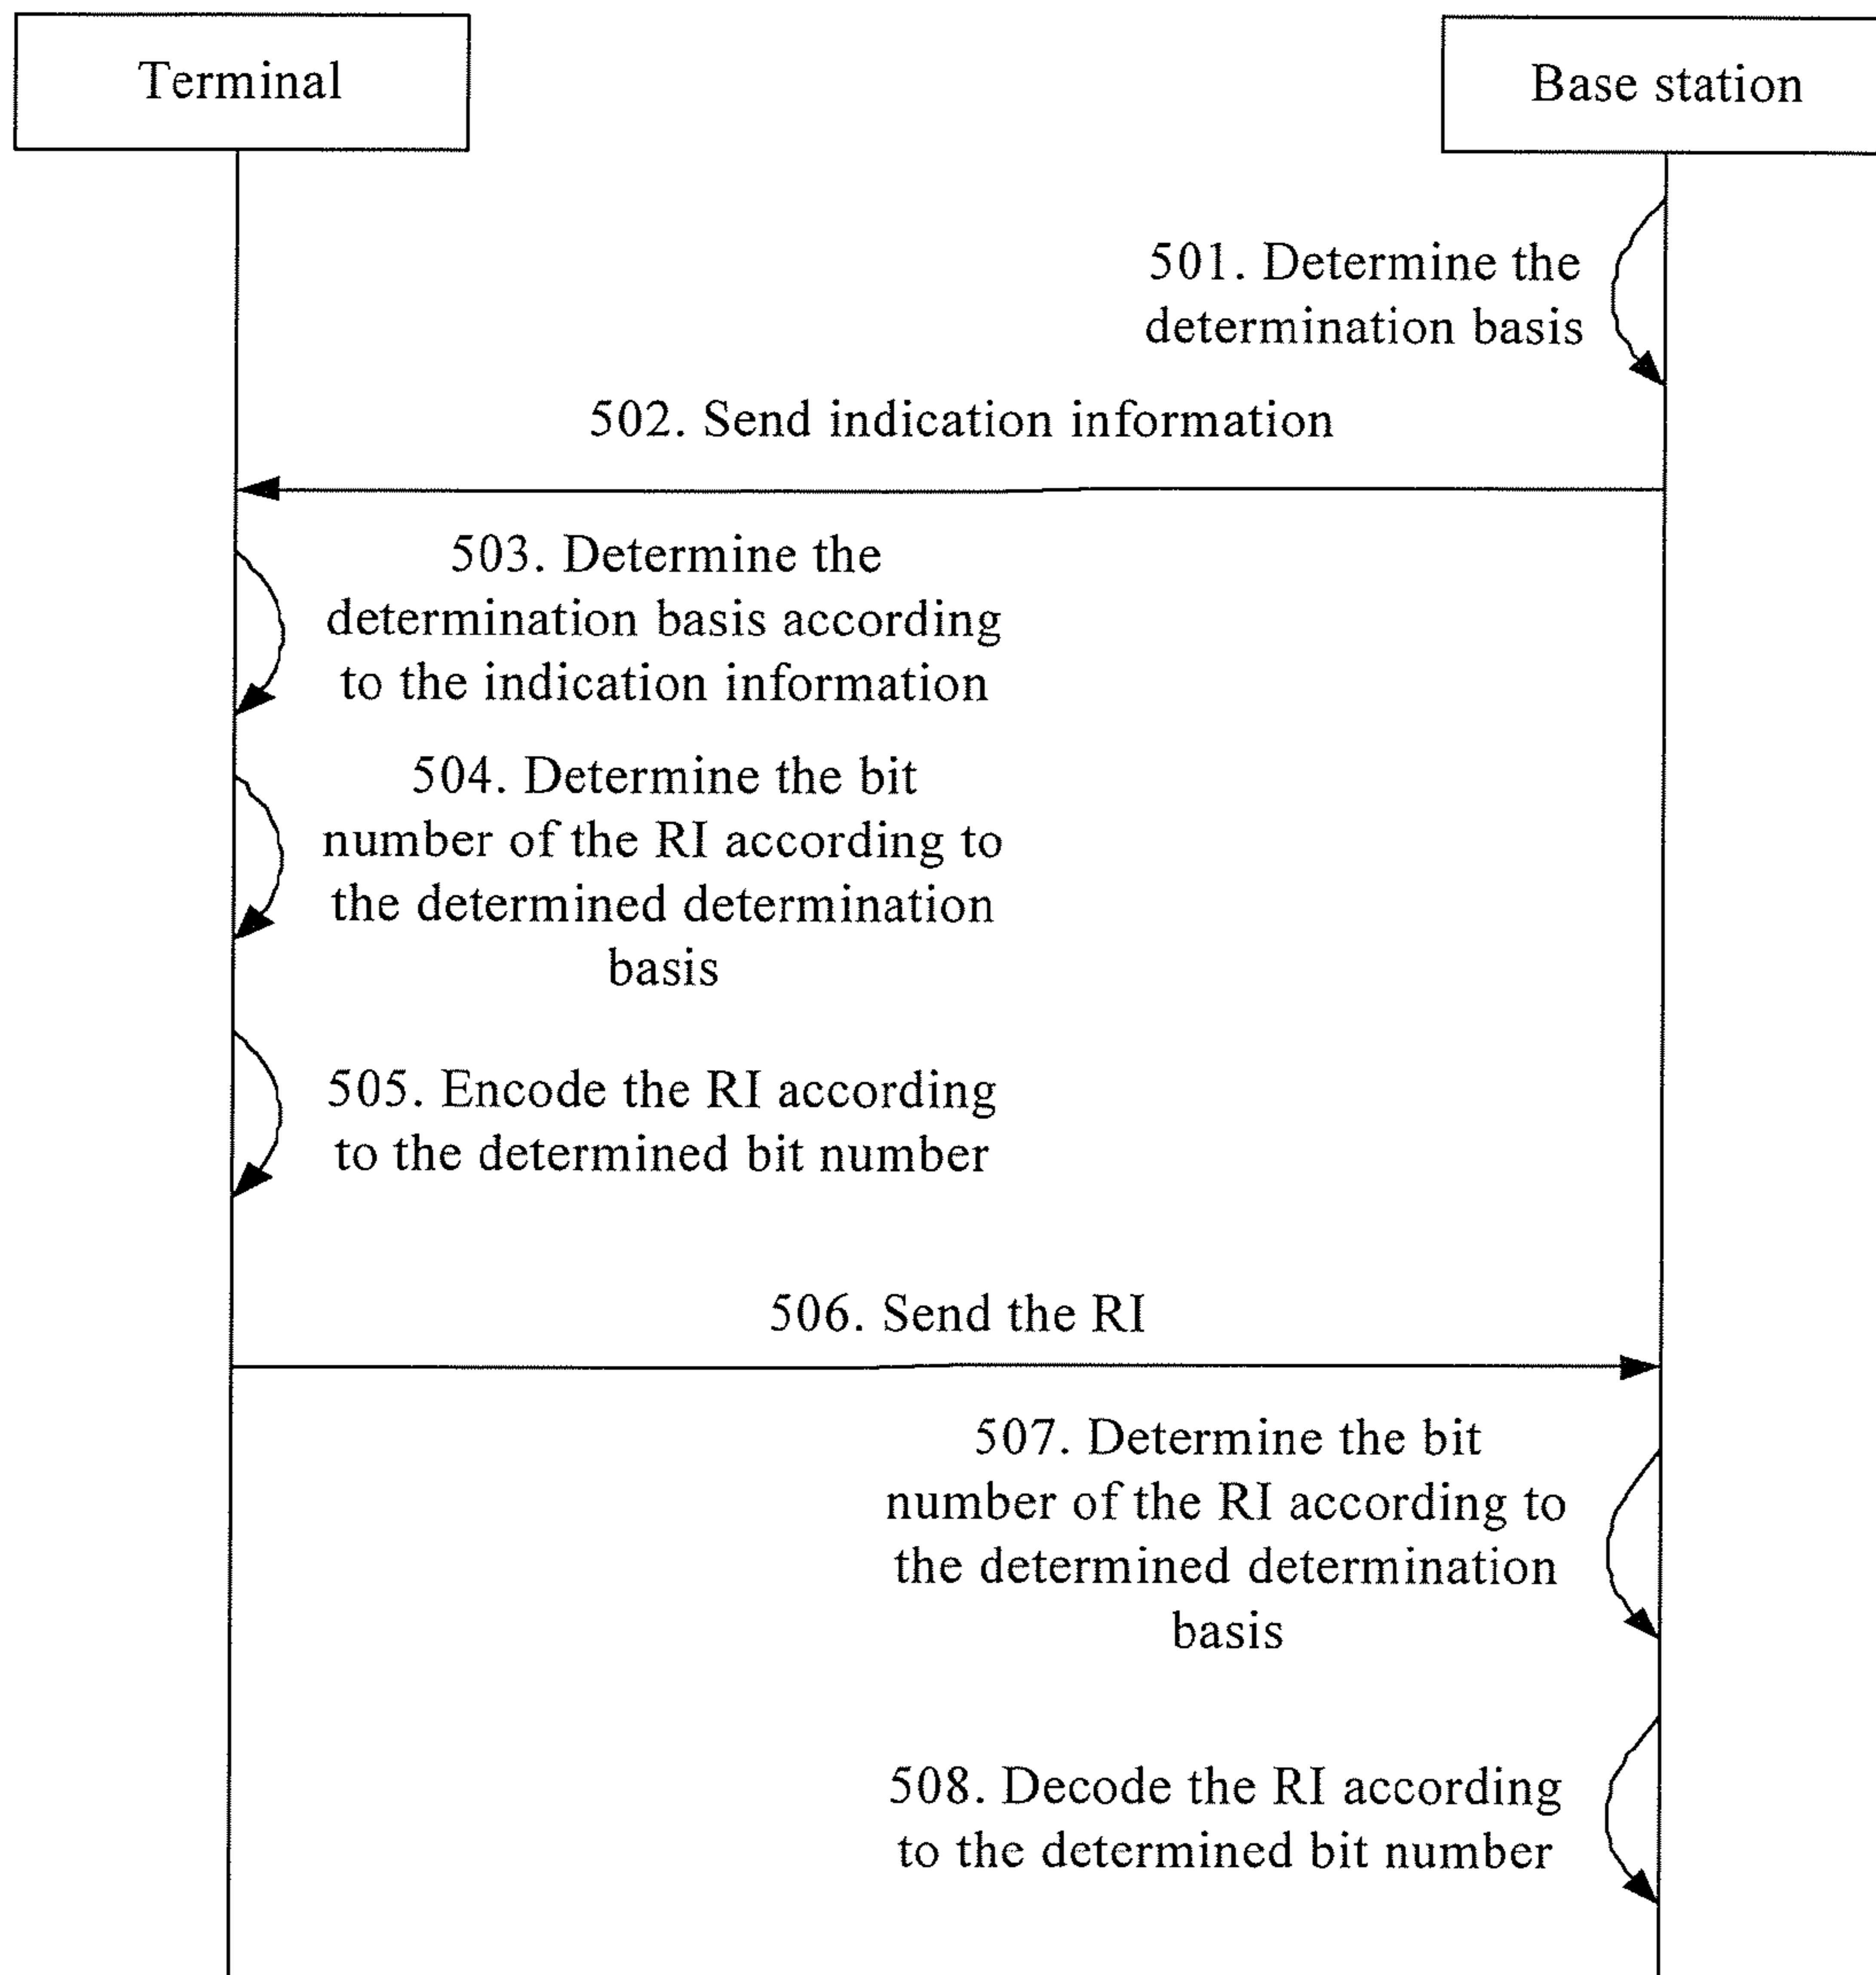 Terminal
Base station
501. Determine the
determination basis
502. Send indication information
503. Determine the
determination basis according
to the indication information
504. Determine the bit
number of the RI according to
the determined determination
basis
505. Encode the RI according
to the determined bit number
506. Send the RI
507. Determine the bit
number of the RI according to
the determined determination
basis
508. Decode the RI according
to the determined bit number